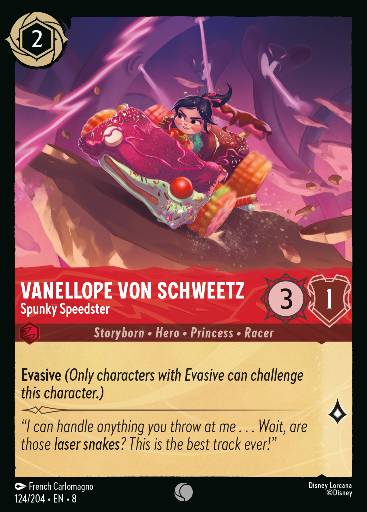 2
VANELLOPE VON SCHWEETZ
Spunky Speedster
3
1
Storyborn • Hero • Princess • Racer
Evasive (Only characters with Evasive can challenge
this character.)
“I can handle anything you throw at me . . . Wait, are
those laser snakes? This is the best track ever!”
French Carlomagno
124/204 • EN • 8
Disney Lorcana
©Disney